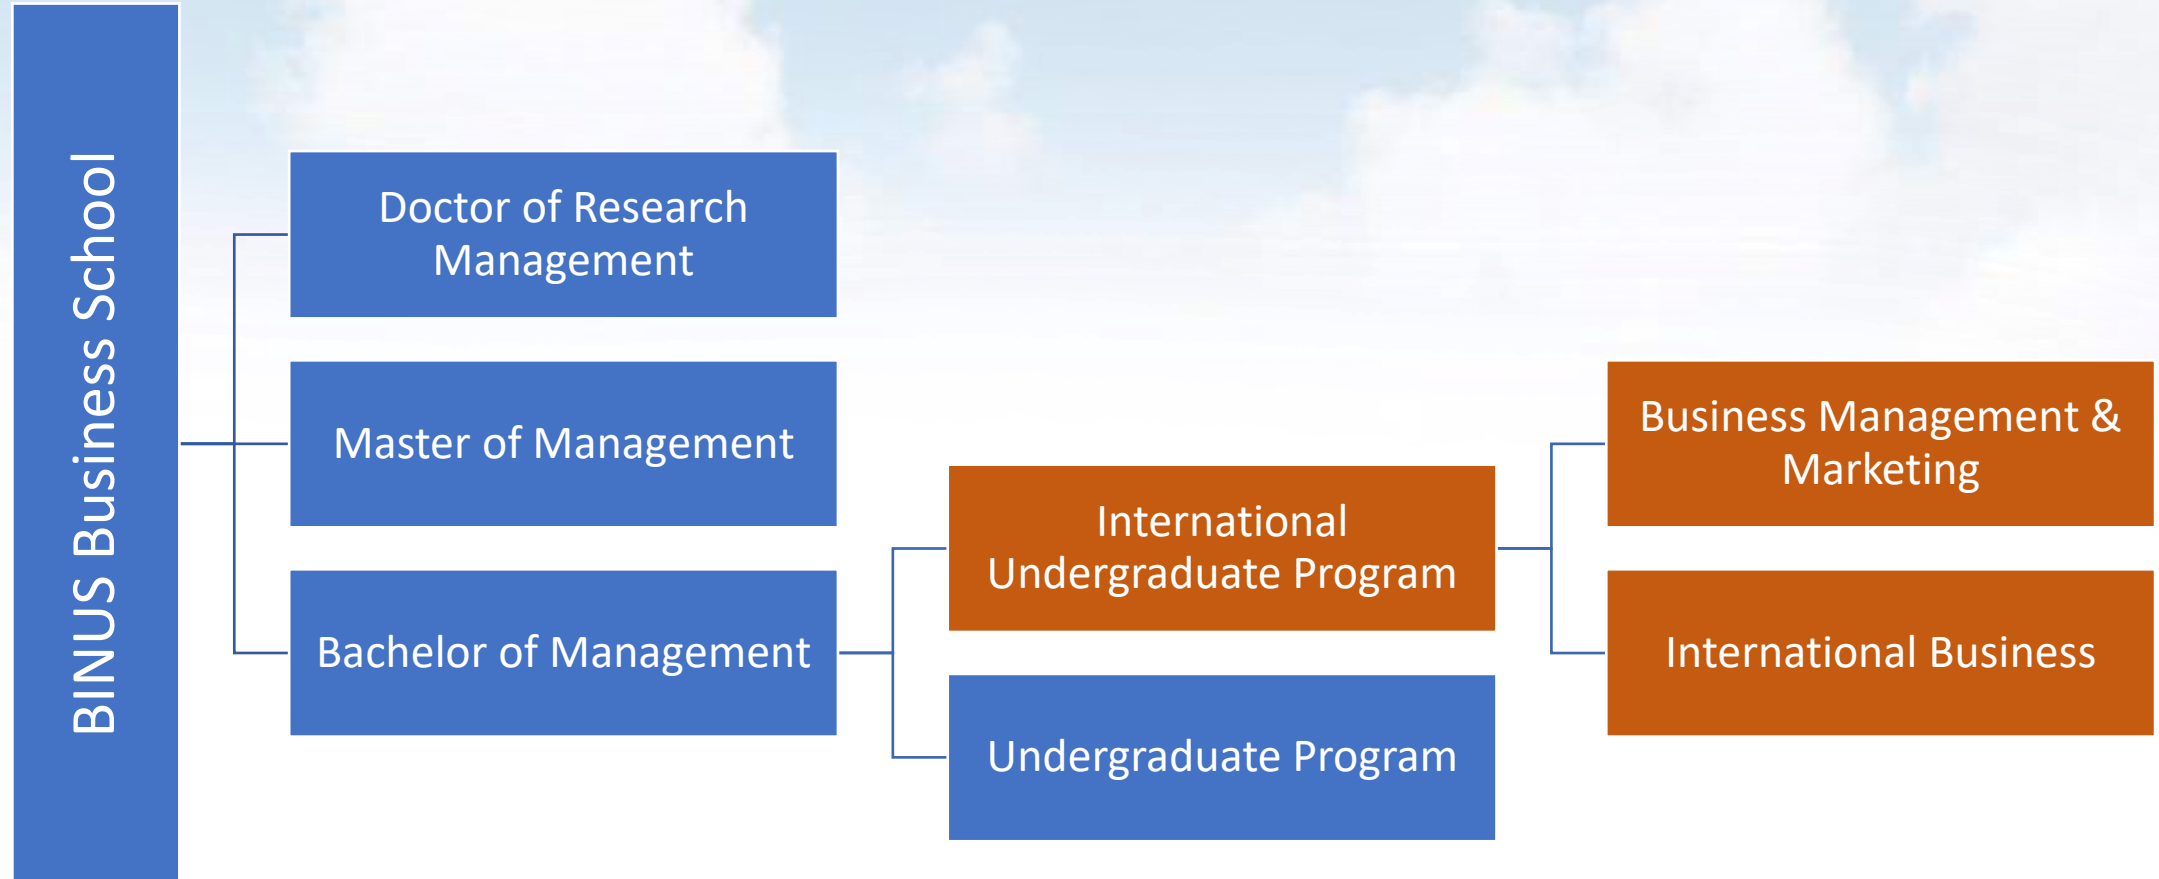 BINUS Business School
Doctor of Research
Management
Master of Management
Bachelor of Management
International
Undergraduate Program
Undergraduate Program
Business Management &
Marketing
International Business